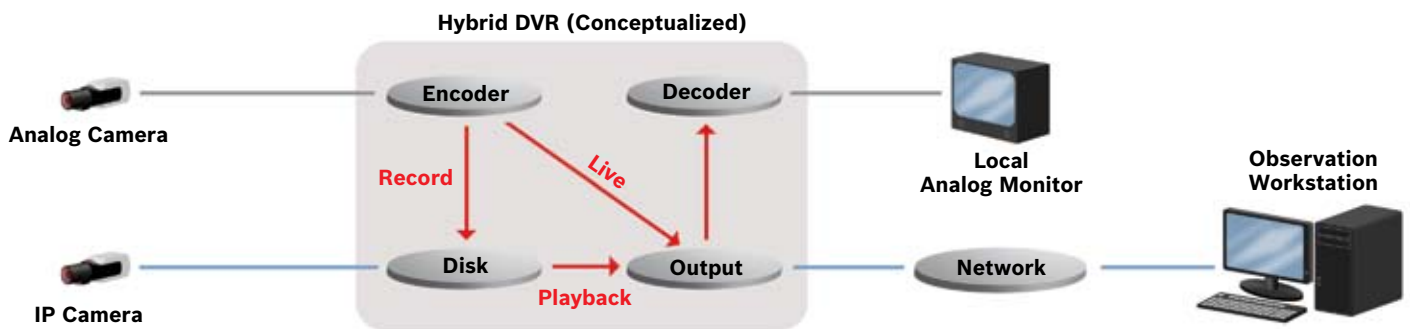 Hybrid DVR (Conceptualized)
Encoder
Decoder
Analog Camera
Record
Live
Local
Analog Monitor
Observation
Workstation
Disk
Output
Network
Playback
IP Camera